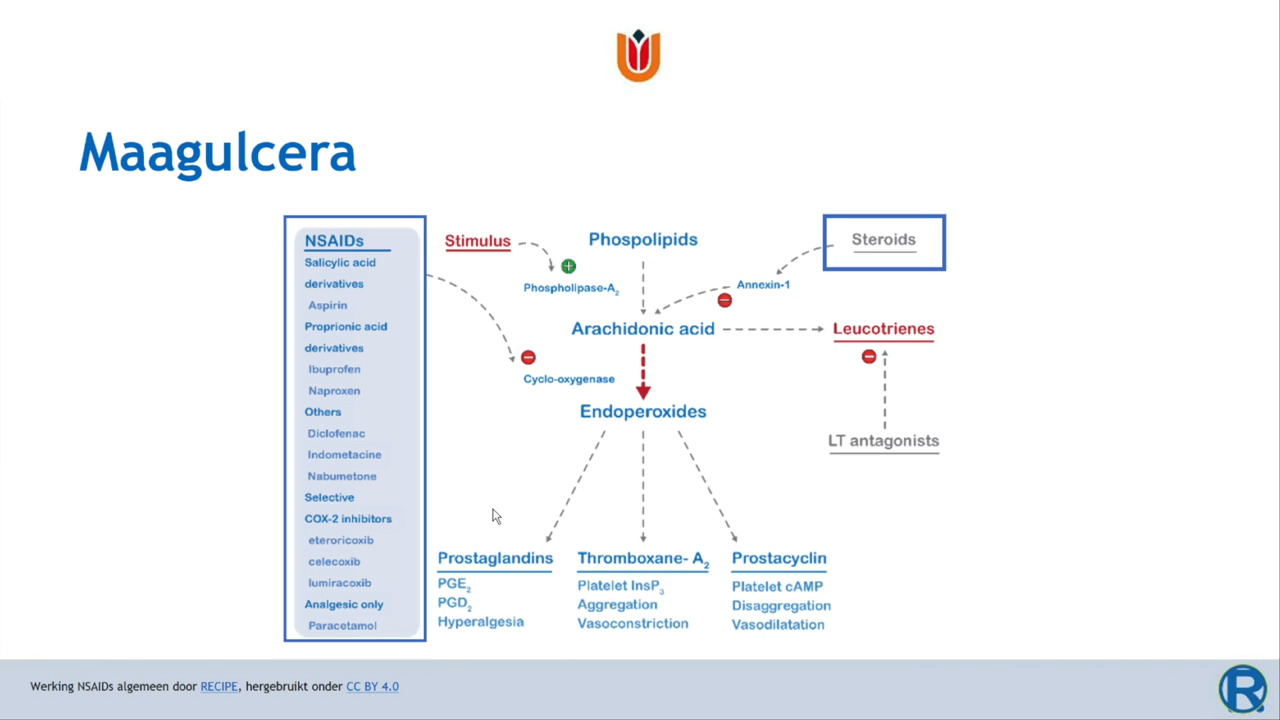 Maagulcera
NSAIDs
Salicylic acid
derivatives
Aspirin
Proprionic acid
derivatives
Ibuprofen
Naproxen
Others
Diclofenac
Indometacine
Nabumetone
Selective
COX-2 inhibitors
eteroricoxib
celecoxib
lumiracoxib
Analgesic only
Paracetamol
Stimulus
Phospholipase-A₂
Cyclo-oxygenase
Phospolipids
Arachidonic acid
Endoperoxides
Steroids
Annexin-1
Leucotrienes
LT antagonists
Prostaglandins
PGE₂
PGD₂
Hyperalgesia
Thromboxane- A₂
Platelet InsP₃
Aggregation
Vasoconstriction
Prostacyclin
Platelet cAMP
Disaggregation
Vasodilatation
Werking NSAIDs algemeen door RECIPE, hergebruikt onder CC BY 4.0
R